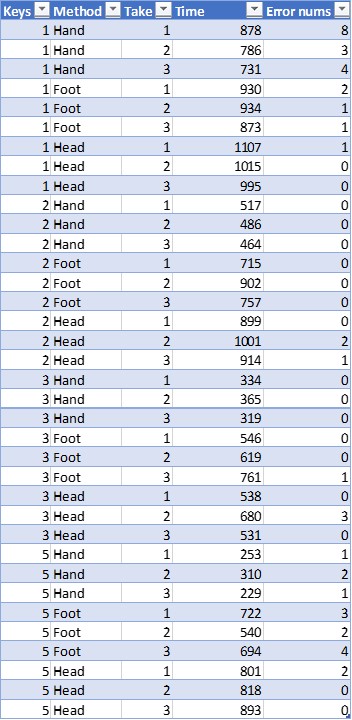 Keys Method Take Time Error nums
1 Hand 1 878 8
1 Hand 2 786 3
1 Hand 3 731 4
1 Foot 1 930 2
1 Foot 2 934 1
1 Foot 3 873 1
1 Head 1 1107 1
1 Head 2 1015 0
1 Head 3 995 0
2 Hand 1 517 0
2 Hand 2 486 0
2 Hand 3 464 0
2 Foot 1 715 0
2 Foot 2 902 0
2 Foot 3 757 0
2 Head 1 899 0
2 Head 2 1001 2
2 Head 3 914 1
3 Hand 1 334 0
3 Hand 2 365 0
3 Hand 3 319 0
3 Foot 1 546 0
3 Foot 2 619 0
3 Foot 3 761 1
3 Head 1 538 0
3 Head 2 680 3
3 Head 3 531 0
5 Hand 1 253 1
5 Hand 2 310 2
5 Hand 3 229 1
5 Foot 1 722 3
5 Foot 2 540 2
5 Foot 3 694 4
5 Head 1 801 2
5 Head 2 818 0
5 Head 3 893 0